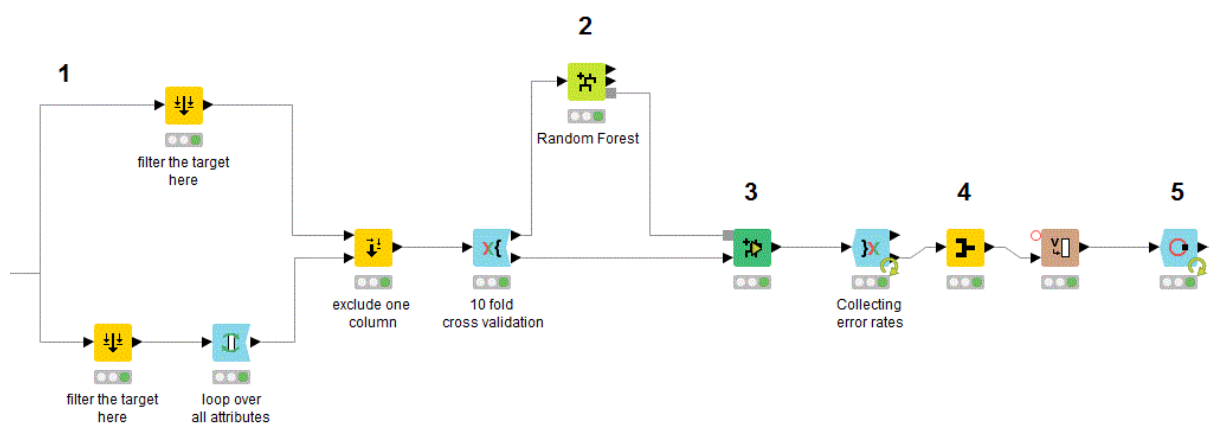 1
2
3
4
5
filter the target
here
Random Forest
exclude one
column
10 fold
cross validation
Collecting
error rates
filter the target
here
loop over
all attributes
X{
}X
V